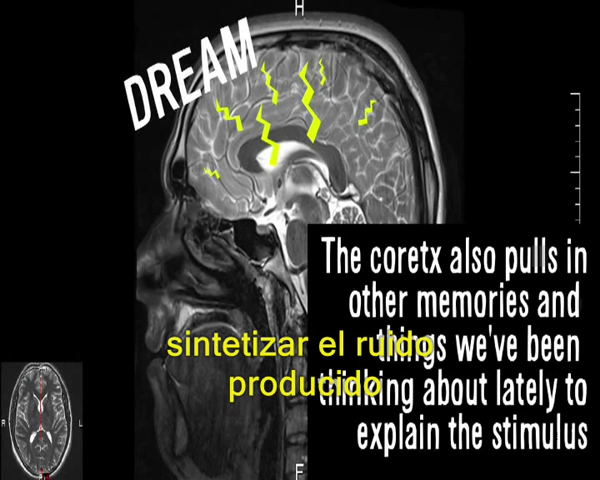 H
DREAM
The coretx also pulls in
other memories and
things we've been
thinking about lately to
explain the stimulus
sintetizar el ruido
producido
R
L
F